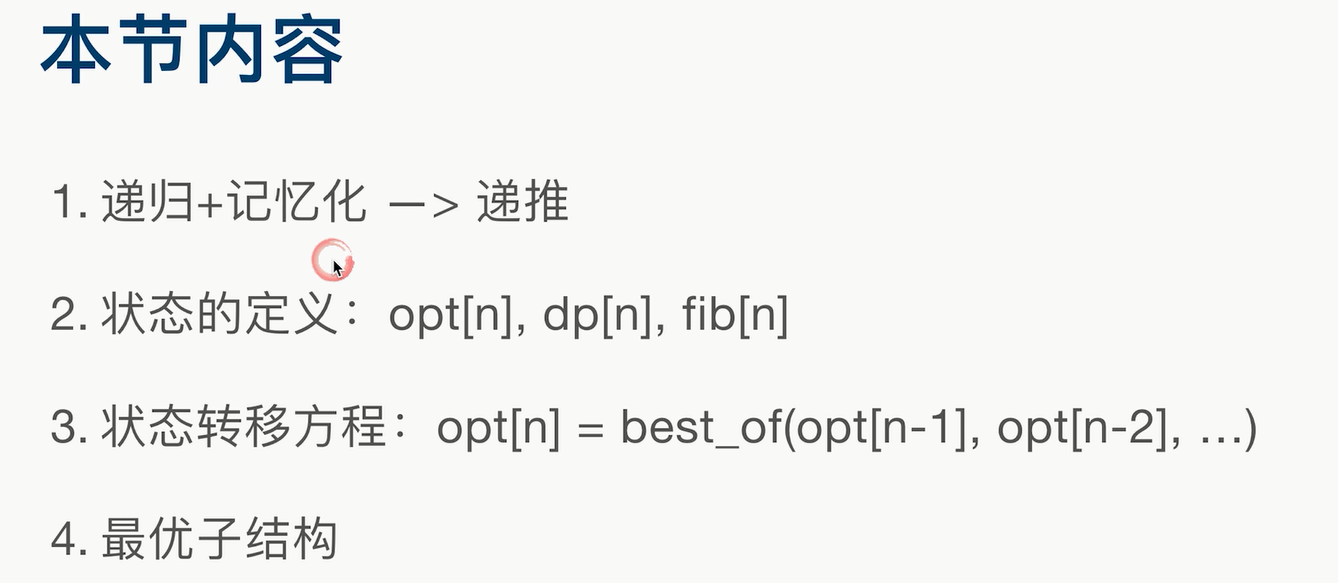 本节内容
1. 递归+记忆化 —> 递推
2. 状态的定义：opt[n], dp[n], fib[n]
3. 状态转移方程：opt[n] = best_of(opt[n-1], opt[n-2], …)
4. 最优子结构